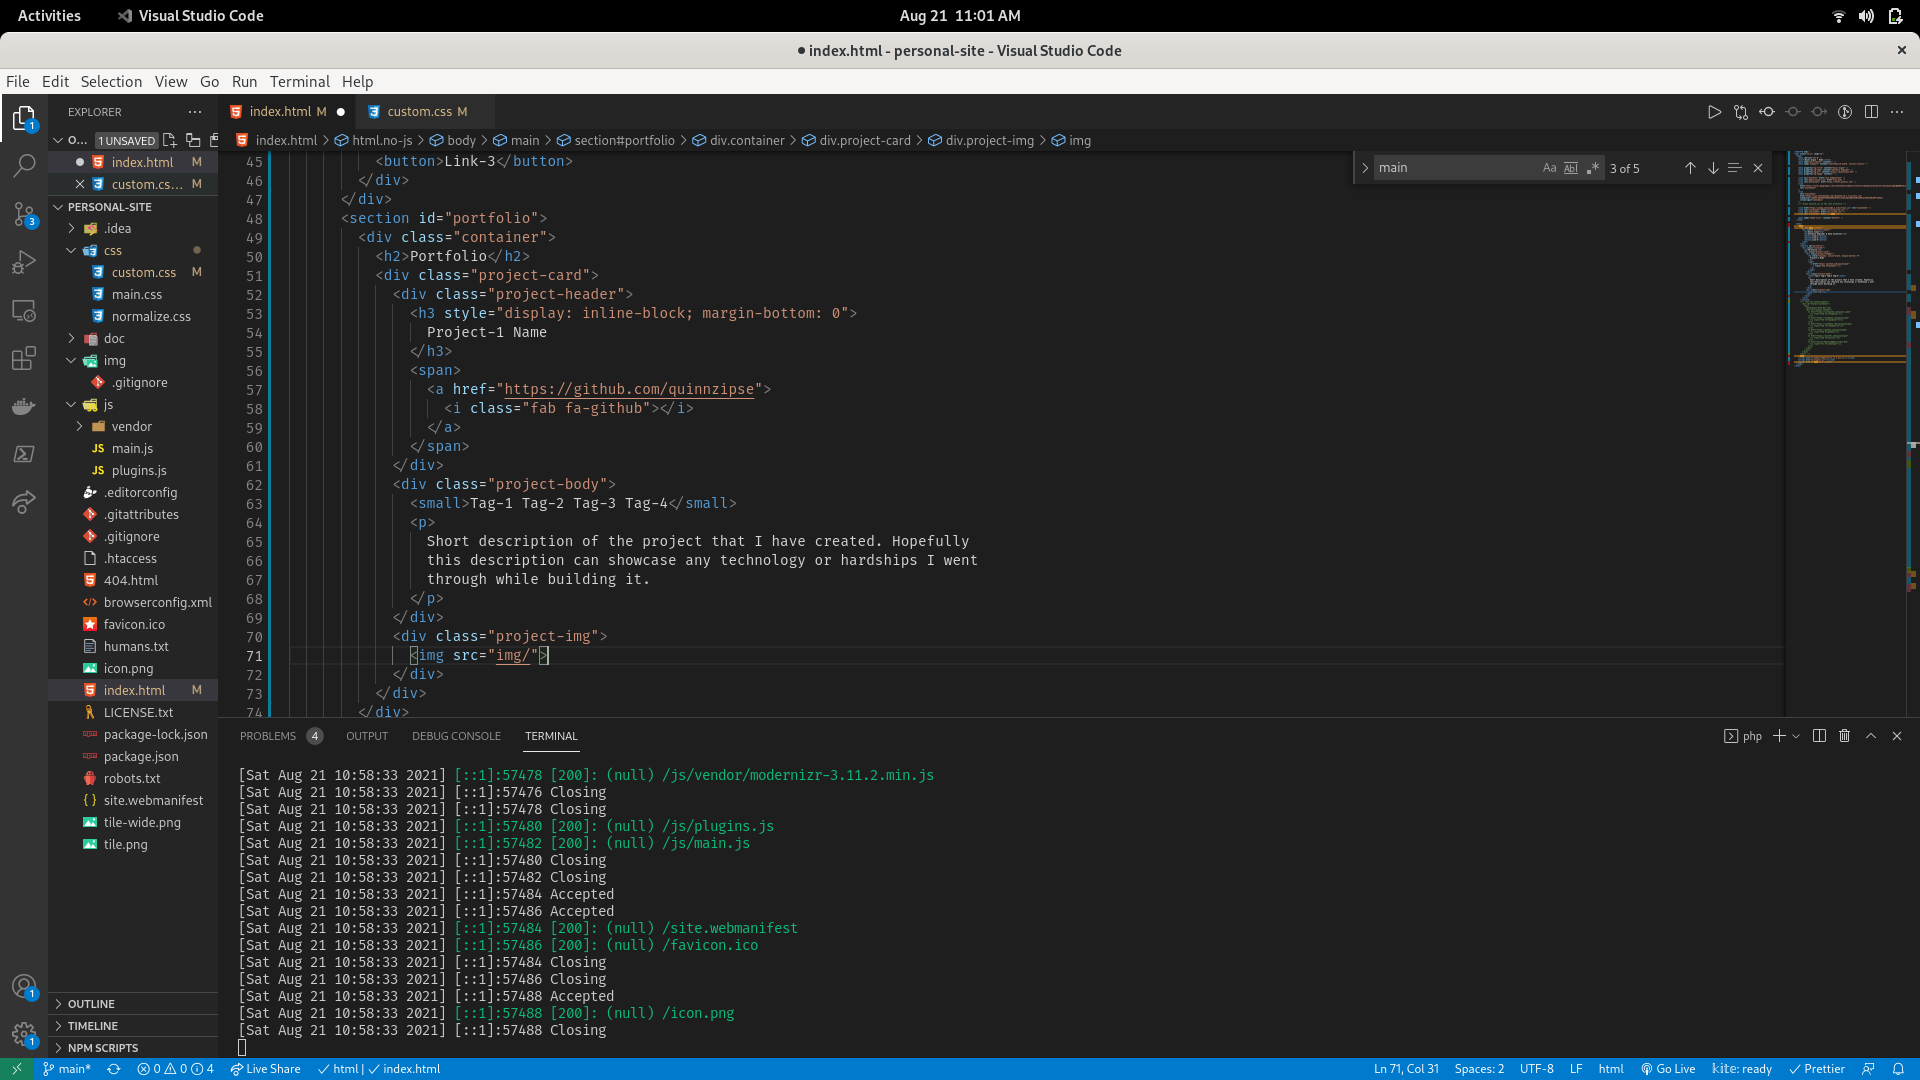 Activities
Visual Studio Code
Aug 21 11:01 AM
● index.html - personal-site - Visual Studio Code
File Edit Selection View Go Run Terminal Help
EXPLORER
O... 1 UNSAVED
index.html M
custom.cs... M
PERSONAL-SITE
.idea
css
custom.css M
main.css
normalize.css
doc
img
.gitignore
js
vendor
JS main.js
JS plugins.js
.editorconfig
.gitattributes
.gitignore
.htaccess
404.html
browserconfig.xml
favicon.ico
humans.txt
icon.png
index.html M
LICENSE.txt
package-lock.json
package.json
robots.txt
site.webmanifest
tile-wide.png
tile.png
OUTLINE
TIMELINE
NPM SCRIPTS
1
3
1
1
index.html M ●
custom.css M
index.html > html.no-js > body > main > section#portfolio > div.container > div.project-card > div.project-img > img
main Aa Abl .* 3 of 5
45 <button>Link-3</button>
46 </div>
47 </div>
48 <section id="portfolio">
49 <div class="container">
50 <h2>Portfolio</h2>
51 <div class="project-card">
52 <div class="project-header">
53 <h3 style="display: inline-block; margin-bottom: 0">
54 Project-1 Name
55 </h3>
56 <span>
57 <a href="https://github.com/quinnzipse">
58 <i class="fab fa-github"></i>
59 </a>
60 </span>
61 </div>
62 <div class="project-body">
63 <small>Tag-1 Tag-2 Tag-3 Tag-4</small>
64 <p>
65 Short description of the project that I have created. Hopefully
66 this description can showcase any technology or hardships I went
67 through while building it.
68 </p>
69 </div>
70 <div class="project-img">
71 <img src="img/">
72 </div>
73 </div>
74 </div>
PROBLEMS 4 OUTPUT DEBUG CONSOLE TERMINAL
php
[Sat Aug 21 10:58:33 2021] [::1]:57478 [200]: (null) /js/vendor/modernizr-3.11.2.min.js
[Sat Aug 21 10:58:33 2021] [::1]:57476 Closing
[Sat Aug 21 10:58:33 2021] [::1]:57478 Closing
[Sat Aug 21 10:58:33 2021] [::1]:57480 [200]: (null) /js/plugins.js
[Sat Aug 21 10:58:33 2021] [::1]:57482 [200]: (null) /js/main.js
[Sat Aug 21 10:58:33 2021] [::1]:57480 Closing
[Sat Aug 21 10:58:33 2021] [::1]:57482 Closing
[Sat Aug 21 10:58:33 2021] [::1]:57484 Accepted
[Sat Aug 21 10:58:33 2021] [::1]:57486 Accepted
[Sat Aug 21 10:58:33 2021] [::1]:57484 [200]: (null) /site.webmanifest
[Sat Aug 21 10:58:33 2021] [::1]:57486 [200]: (null) /favicon.ico
[Sat Aug 21 10:58:33 2021] [::1]:57484 Closing
[Sat Aug 21 10:58:33 2021] [::1]:57486 Closing
[Sat Aug 21 10:58:33 2021] [::1]:57488 Accepted
[Sat Aug 21 10:58:33 2021] [::1]:57488 [200]: (null) /icon.png
[Sat Aug 21 10:58:33 2021] [::1]:57488 Closing
main* 0 0 4 Live Share html | index.html Ln 71, Col 31 Spaces: 2 UTF-8 LF html Go Live kite: ready Prettier